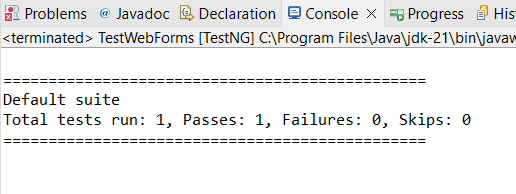 Problems Javadoc Declaration Console Progress Hist
<terminated> TestWebForms [TestNG] C:\Program Files\Java\jdk-21\bin\javaw
===============================================
Default suite
Total tests run: 1, Passes: 1, Failures: 0, Skips: 0
===============================================